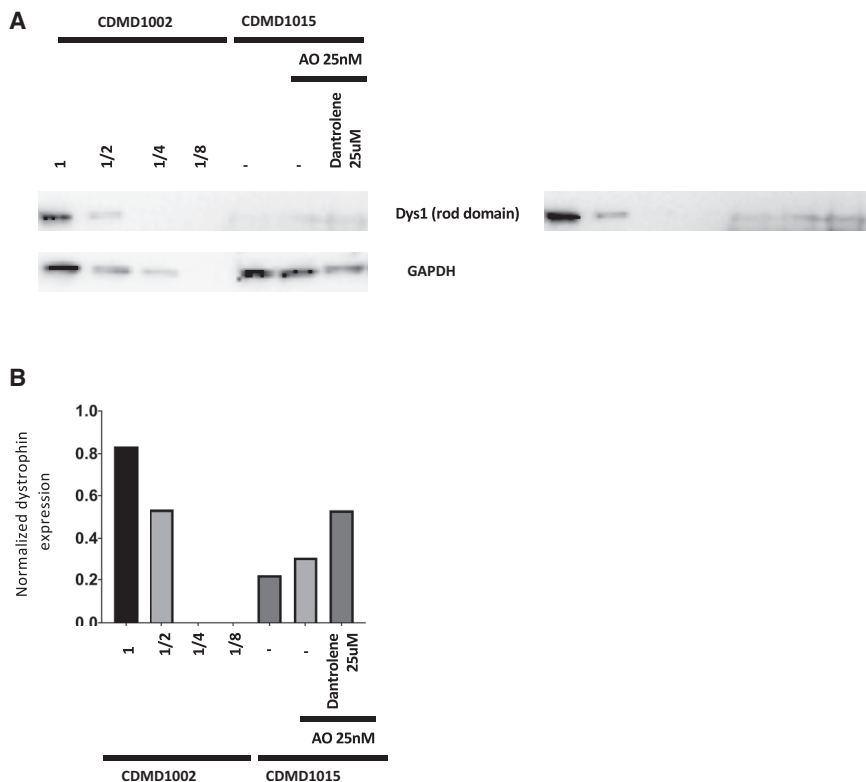 A
CDMD1002 CDMD1015
AO 25nM
1 1/2 1/4 1/8 - - Dantrolene
25uM
Dys1 (rod domain)
GAPDH
B
Normalized dystrophin
expression
1.0
0.8
0.6
0.4
0.2
0.0
1 1/2 1/4 1/8 - - Dantrolene
25uM
AO 25nM
CDMD1002 CDMD1015